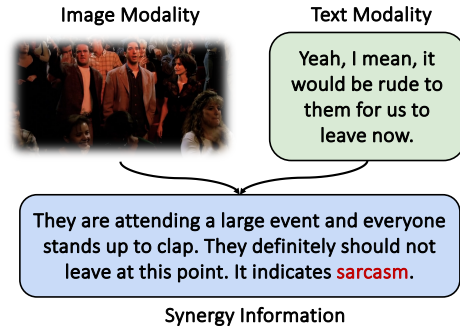 Image Modality
Text Modality
Yeah, I mean, it
would be rude to
them for us to
leave now.
They are attending a large event and everyone
stands up to clap. They definitely should not
leave at this point. It indicates sarcasm.
Synergy Information